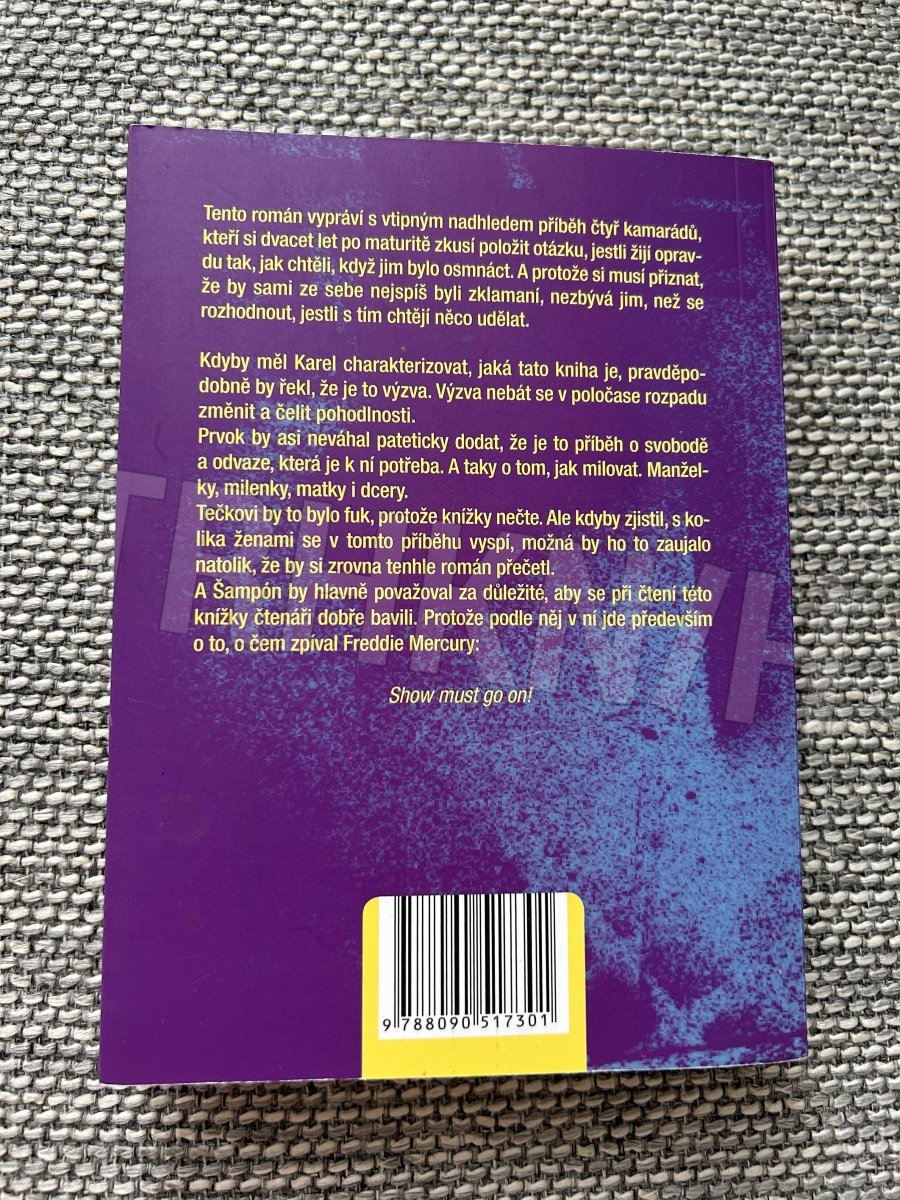 Tento román vypráví s vtipným nadhledem příběh čtyř kamarádů,
kteří si dvacet let po maturitě zkusí položit otázku, jestli žijí oprav-
du tak, jak chtěli, když jim bylo osmnáct. A protože si musí přiznat,
že by sami ze sebe nejspíš byli zklamaní, nezbývá jim, než se
rozhodnout, jestli s tím chtějí něco udělat.
Kdyby měl Karel charakterizovat, jaká tato kniha je, pravděpo-
dobně by řekl, že je to výzva. Výzva nebát se v poločase rozpadu
změnit a čelit pohodlnosti.
Prvok by asi neváhal pateticky dodat, že je to příběh o svobodě
a odvaze, která je k ní potřeba. A taky o tom, jak milovat. Manžel-
ky, milenky, matky i dcery.
Tečkovi by to bylo fuk, protože knížky nečte. Ale kdyby zjistil, s ko-
lika ženami se v tomto příběhu vyspí, možná by ho to zaujalo
natolik, že by si zrovna tenhle román přečetl.
A Šampón by hlavně považoval za důležité, aby se při čtení této
knížky čtenáři dobře bavili. Protože podle něj v ní jde především
o to, o čem zpíval Freddie Mercury:
Show must go on!
9 788090 517301